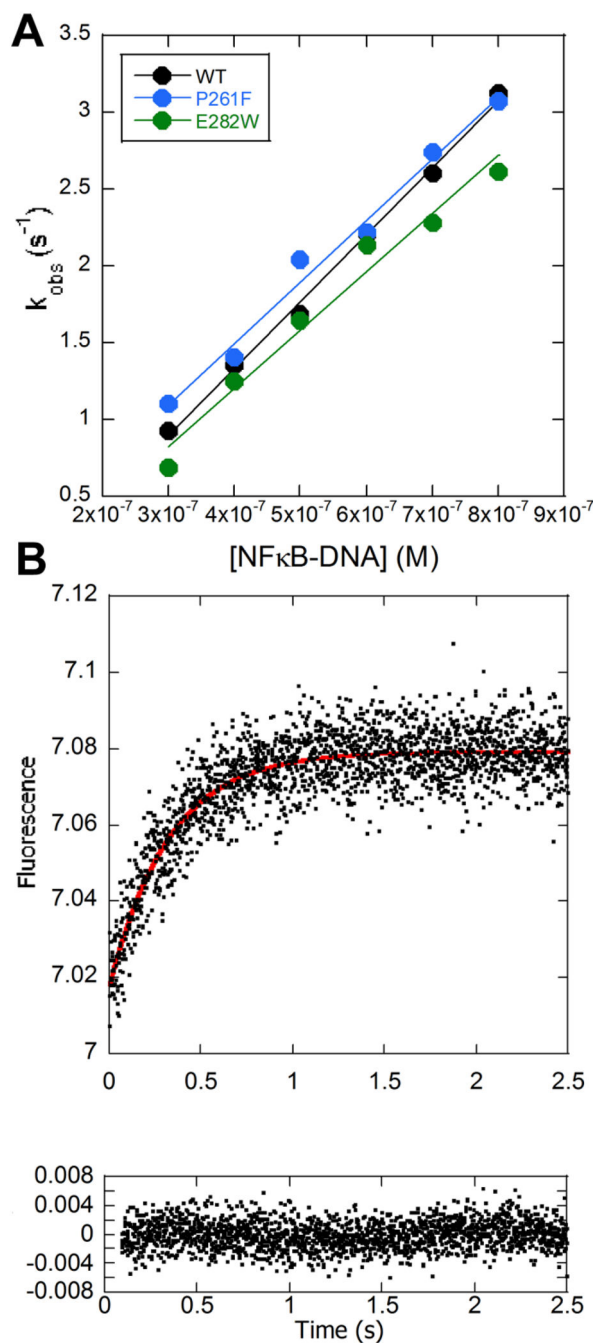 A
3.5
3
2.5
2
1.5
1
0.5
WT
P261F
E282W
k obs (s⁻¹)
2x10⁻⁷ 3x10⁻⁷ 4x10⁻⁷ 5x10⁻⁷ 6x10⁻⁷ 7x10⁻⁷ 8x10⁻⁷ 9x10⁻⁷
[NFκB-DNA] (M)
B
7.12
7.1
7.08
7.06
7.04
7.02
7
Fluorescence
0 0.5 1 1.5 2 2.5
0.008
0.004
0
-0.004
-0.008
0 0.5 1 1.5 2 2.5
Time (s)